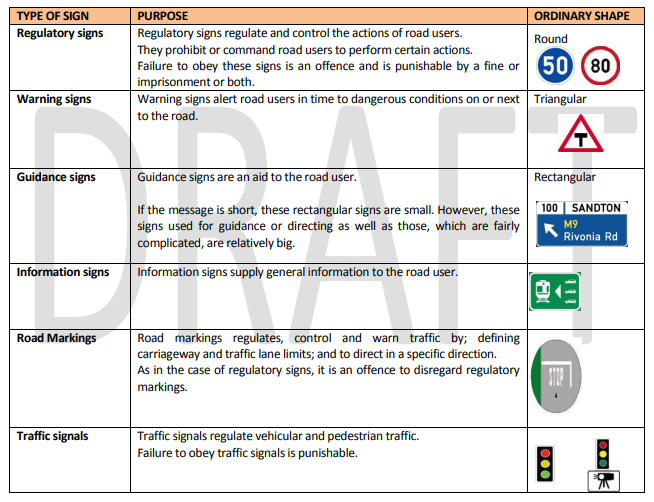 TYPE OF SIGN PURPOSE ORDINARY SHAPE
Regulatory signs
Regulatory signs regulate and control the actions of road users.
They prohibit or command road users to perform certain actions.
Failure to obey these signs is an offence and is punishable by a fine or
imprisonment or both.
Round
50 80
Warning signs
Warning signs alert road users in time to dangerous conditions on or next
to the road.
Triangular
Guidance signs
Guidance signs are an aid to the road user.
If the message is short, these rectangular signs are small. However, these
signs used for guidance or directing as well as those, which are fairly
complicated, are relatively big.
Rectangular
100 SANDTON
M9
Rivonia Rd
Information signs
Information signs supply general information to the road user.
Road Markings
Road markings regulates, control and warn traffic by; defining
carriageway and traffic lane limits; and to direct in a specific direction.
As in the case of regulatory signs, it is an offence to disregard regulatory
markings.
STOP
Traffic signals
Traffic signals regulate vehicular and pedestrian traffic.
Failure to obey traffic signals is punishable.
DRAFT